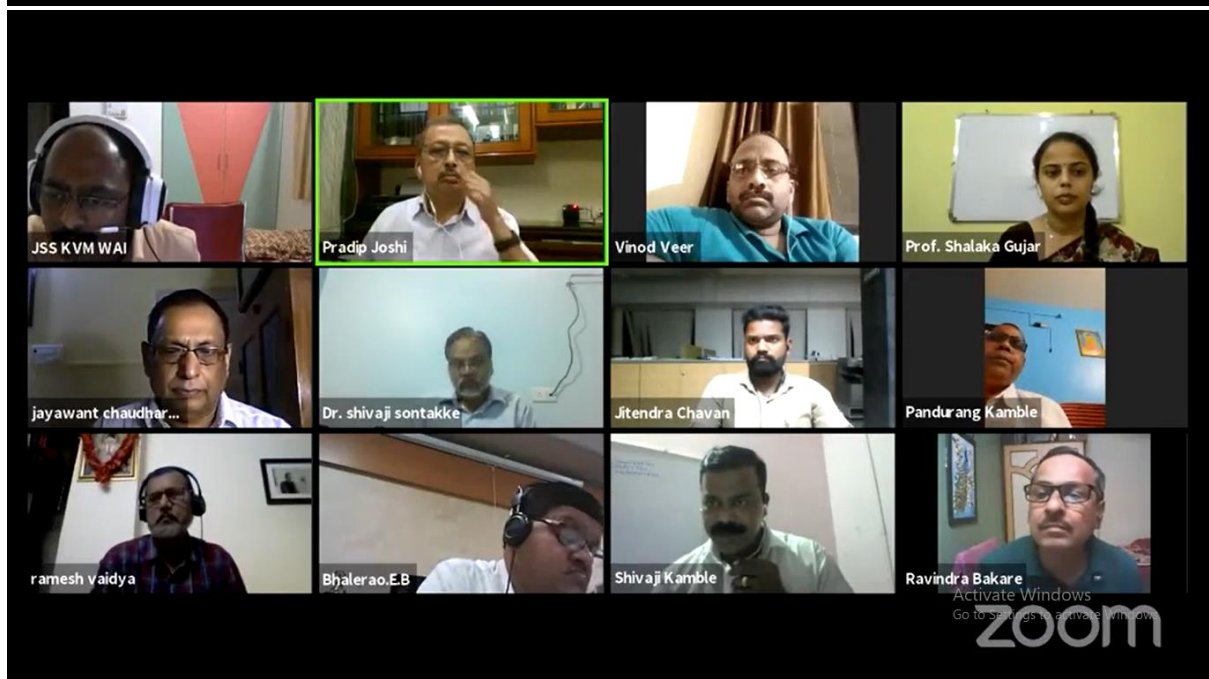 JSS KVM WAI
Pradip Joshi
Vinod Veer
Prof. Shalaka Gujar
jayawant chaudhar...
Dr. shivaji sontakke
Jitendra Chavan
Pandurang Kamble
ramesh vaidya
Bhalerao.E.B
Shivaji Kamble
Ravindra Bakare
Activate Windows
Go to Settings to activate Windows.
zoom